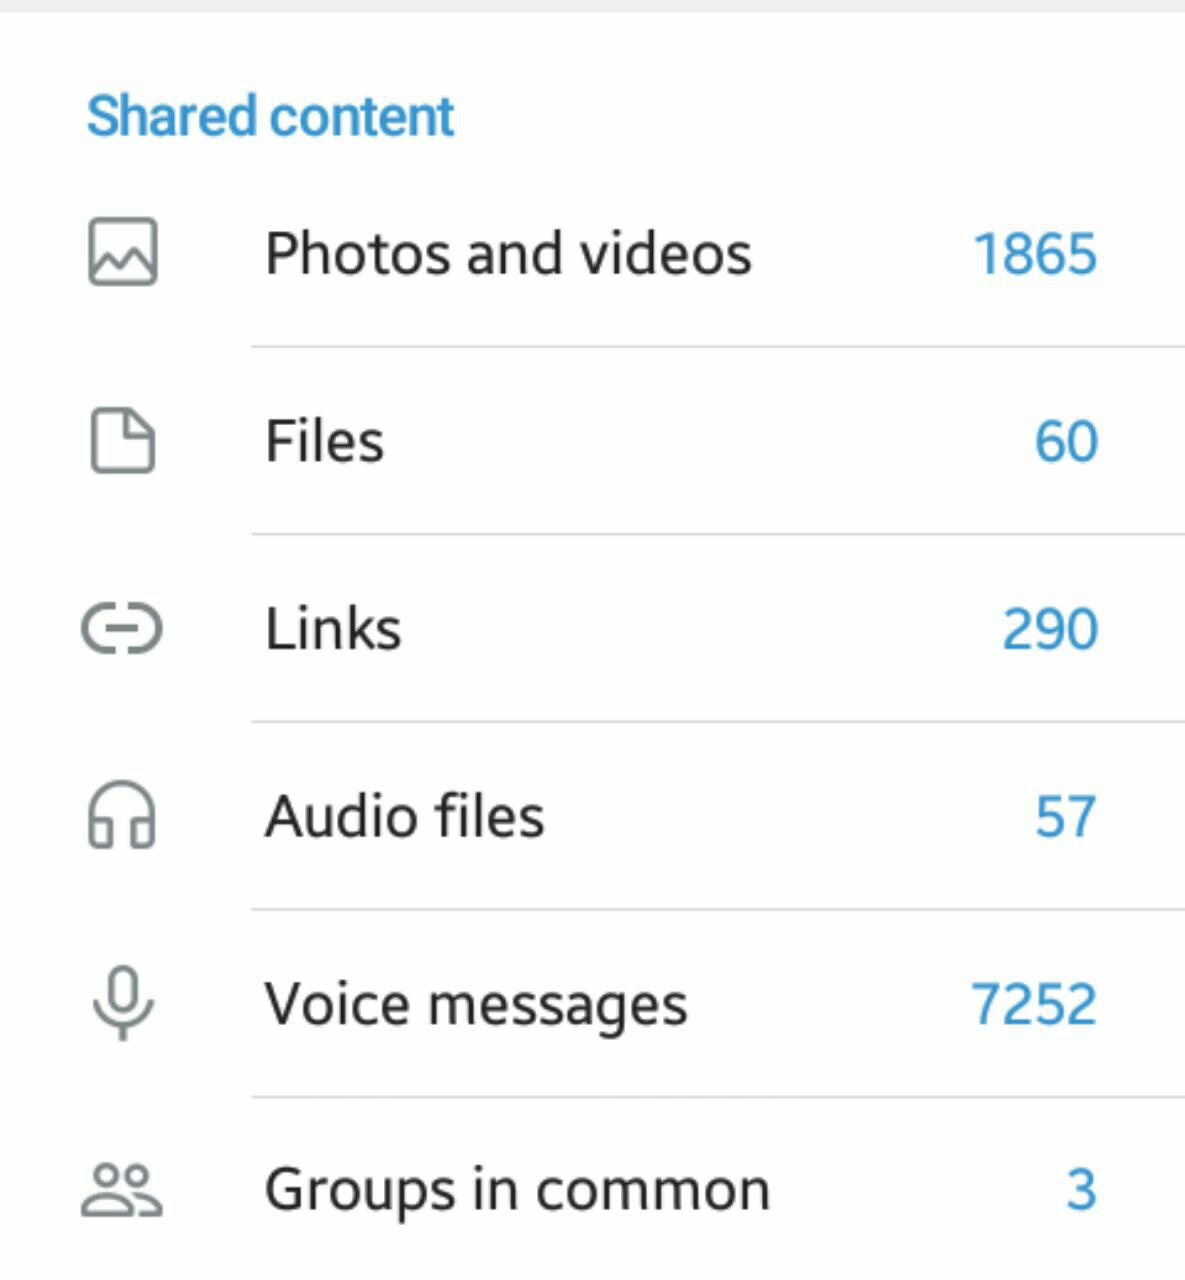 Shared content
Photos and videos 1865
Files 60
Links 290
Audio files 57
Voice messages 7252
Groups in common 3